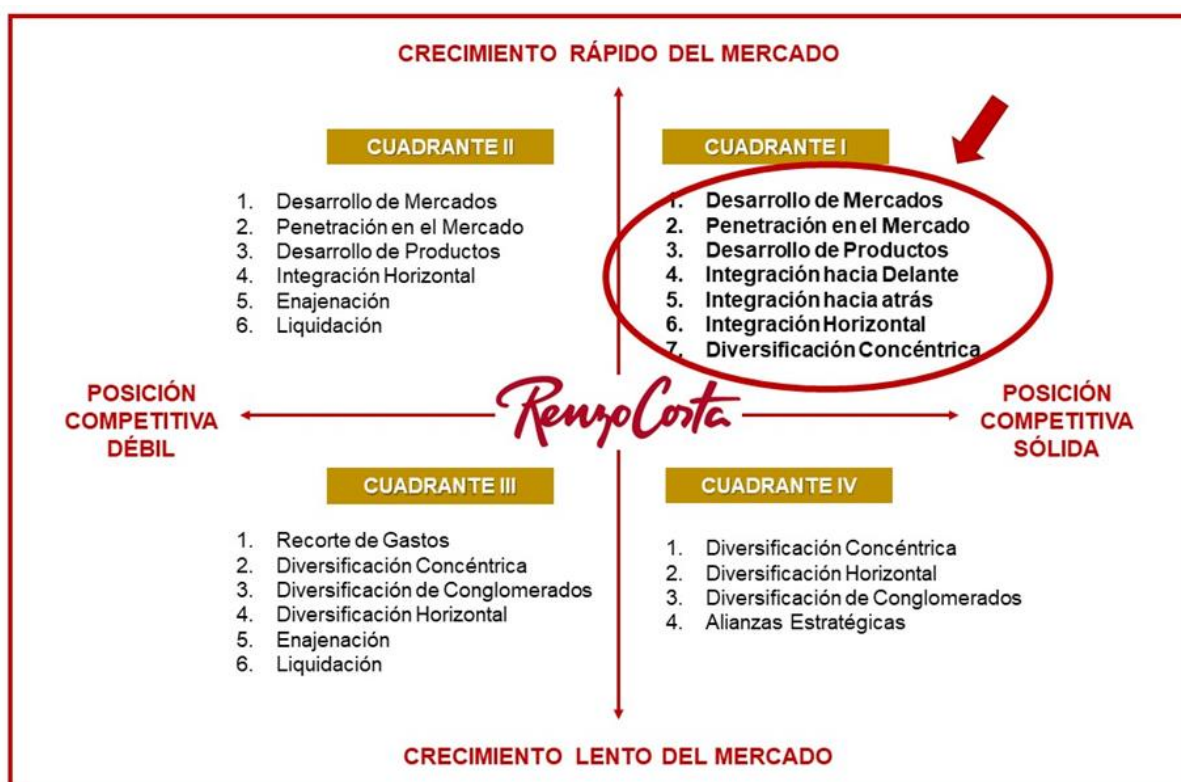 CRECIMIENTO RÁPIDO DEL MERCADO
CUADRANTE II
1. Desarrollo de Mercados
2. Penetración en el Mercado
3. Desarrollo de Productos
4. Integración Horizontal
5. Enajenación
6. Liquidación
CUADRANTE I
1. Desarrollo de Mercados
2. Penetración en el Mercado
3. Desarrollo de Productos
4. Integración hacia Delante
5. Integración hacia atrás
6. Integración Horizontal
7. Diversificación Concéntrica
POSICIÓN
COMPETITIVA
DÉBIL
Renzo Costa
POSICIÓN
COMPETITIVA
SÓLIDA
CUADRANTE III
1. Recorte de Gastos
2. Diversificación Concéntrica
3. Diversificación de Conglomerados
4. Diversificación Horizontal
5. Enajenación
6. Liquidación
CUADRANTE IV
1. Diversificación Concéntrica
2. Diversificación Horizontal
3. Diversificación de Conglomerados
4. Alianzas Estratégicas
CRECIMIENTO LENTO DEL MERCADO